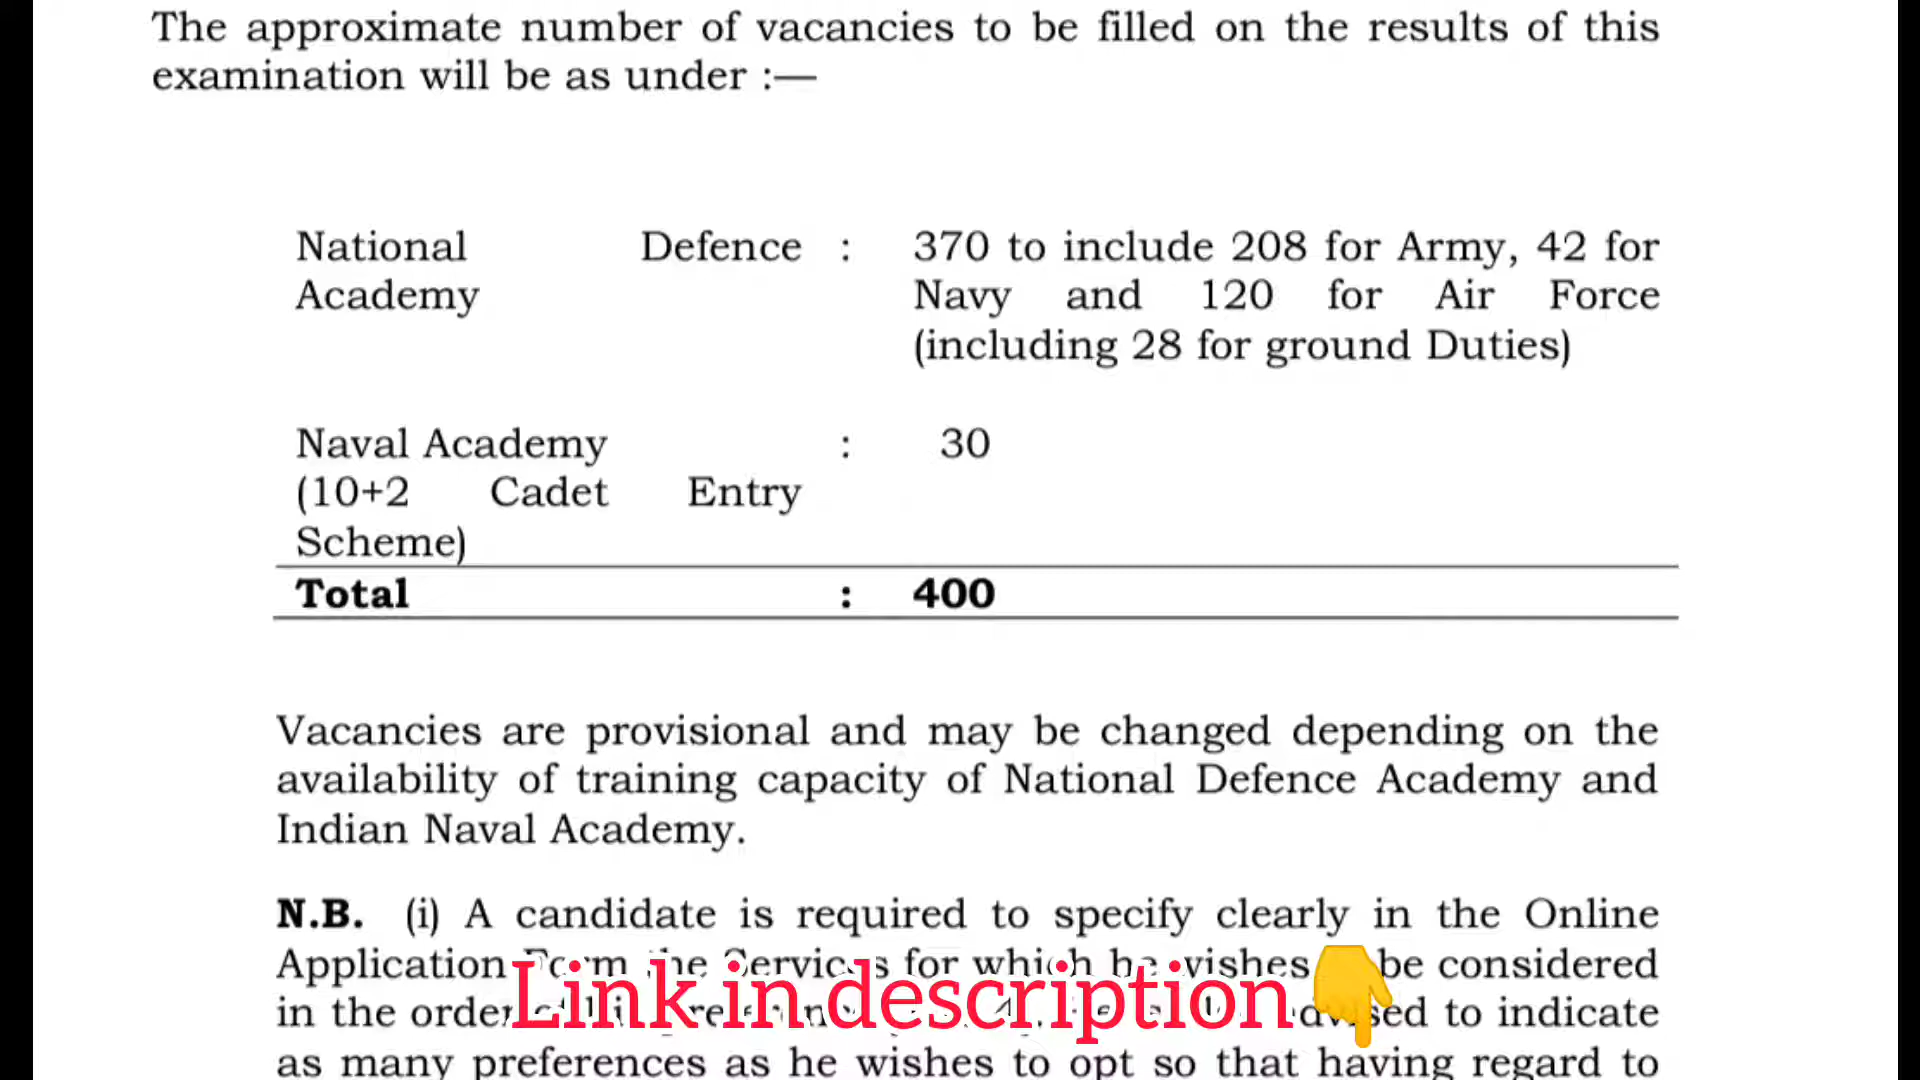 The approximate number of vacancies to be filled on the results of this
examination will be as under :—
National Defence : 370 to include 208 for Army, 42 for
Academy Navy and 120 for Air Force
(including 28 for ground Duties)
Naval Academy : 30
(10+2 Cadet Entry
Scheme)
Total : 400
Vacancies are provisional and may be changed depending on the
availability of training capacity of National Defence Academy and
Indian Naval Academy.
N.B. (i) A candidate is required to specify clearly in the Online
Application Form the Services for which he wishes be considered
in the order to indicate
Link in description👇
as many preferences as he wishes to opt so that having regard to